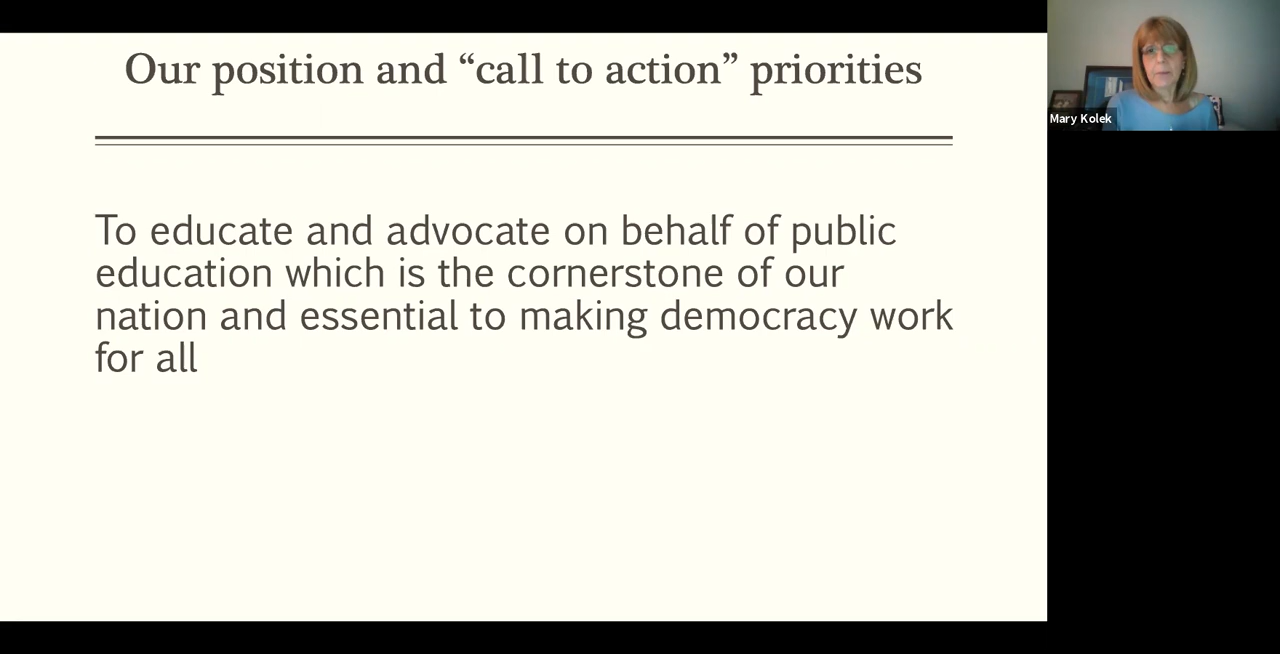 Our position and “call to action” priorities
To educate and advocate on behalf of public
education which is the cornerstone of our
nation and essential to making democracy work
for all
Mary Kolek